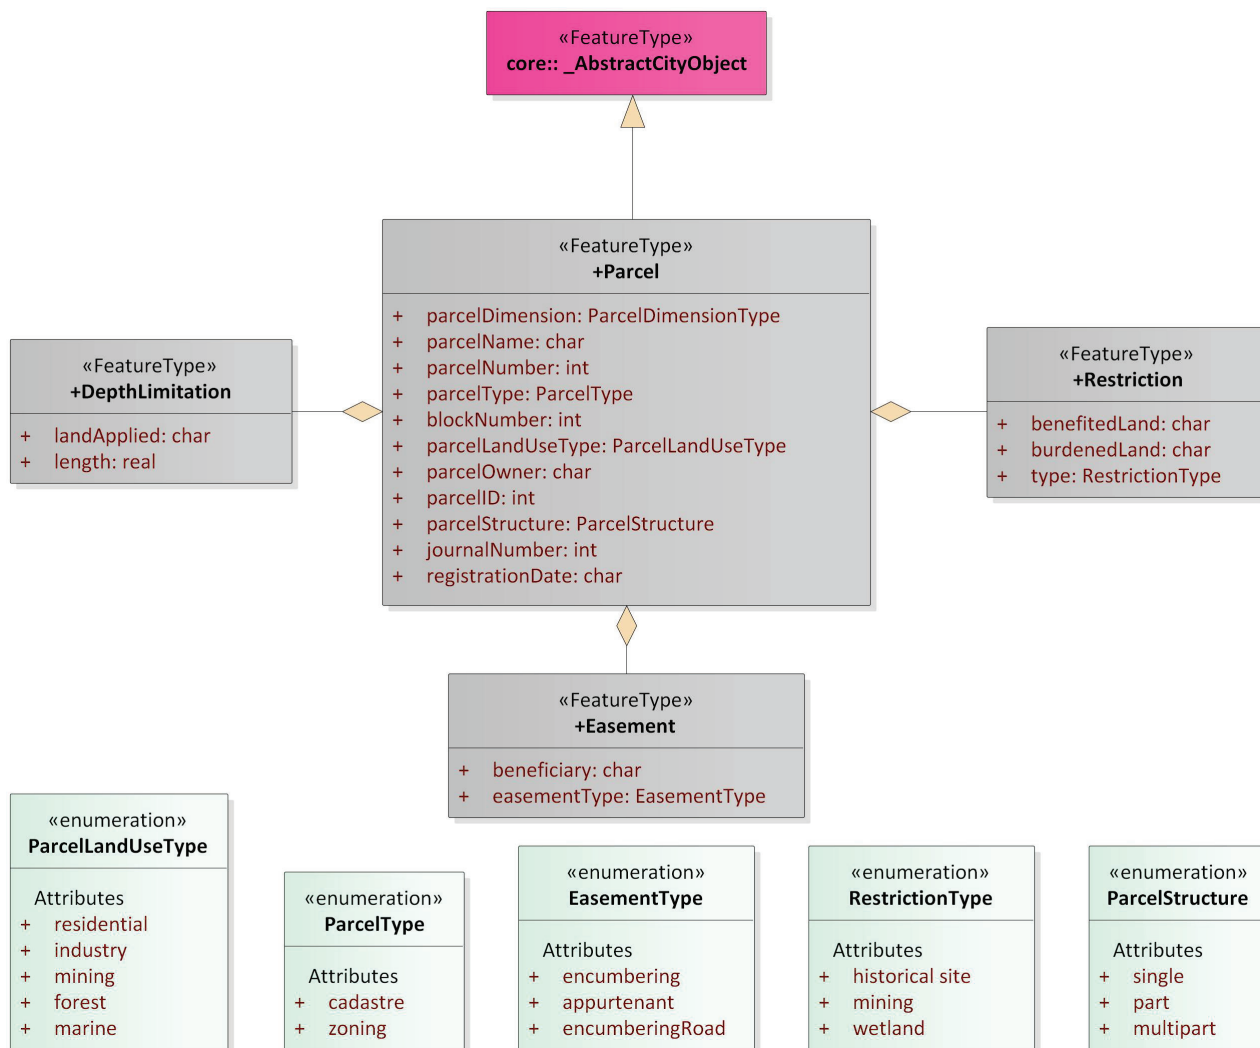 «FeatureType»
core:: _AbstractCityObject
«FeatureType»
+Parcel
+ parcelDimension: ParcelDimensionType
+ parcelName: char
+ parcelNumber: int
+ parcelType: ParcelType
+ blockNumber: int
+ parcelLandUseType: ParcelLandUseType
+ parcelOwner: char
+ parcelID: int
+ parcelStructure: ParcelStructure
+ journalNumber: int
+ registrationDate: char
«FeatureType»
+DepthLimitation
+ landApplied: char
+ length: real
«FeatureType»
+Restriction
+ benefitedLand: char
+ burdenedLand: char
+ type: RestrictionType
«FeatureType»
+Easement
+ beneficiary: char
+ easementType: EasementType
«enumeration»
ParcelLandUseType
Attributes
+ residential
+ industry
+ mining
+ forest
+ marine
«enumeration»
ParcelType
Attributes
+ cadastre
+ zoning
«enumeration»
EasementType
Attributes
+ encumbering
+ appurtenant
+ encumberingRoad
«enumeration»
RestrictionType
Attributes
+ historical site
+ mining
+ wetland
«enumeration»
ParcelStructure
Attributes
+ single
+ part
+ multipart